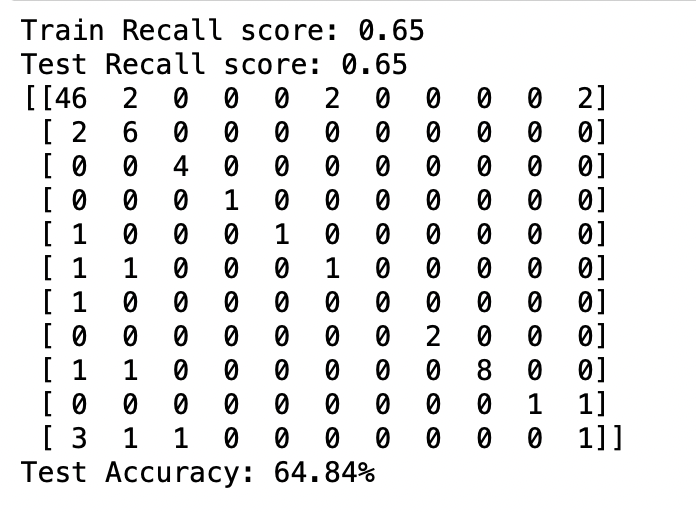 Train Recall score: 0.65
Test Recall score: 0.65
[[46  2  0  0  0  2  0  0  0  0  2]
 [ 2  6  0  0  0  0  0  0  0  0  0]
 [ 0  0  4  0  0  0  0  0  0  0  0]
 [ 0  0  0  1  0  0  0  0  0  0  0]
 [ 1  0  0  0  1  0  0  0  0  0  0]
 [ 1  1  0  0  0  1  0  0  0  0  0]
 [ 1  0  0  0  0  0  0  0  0  0  0]
 [ 0  0  0  0  0  0  0  2  0  0  0]
 [ 1  1  0  0  0  0  0  0  8  0  0]
 [ 0  0  0  0  0  0  0  0  0  1  1]
 [ 3  1  1  0  0  0  0  0  0  0  1]]
Test Accuracy: 64.84%